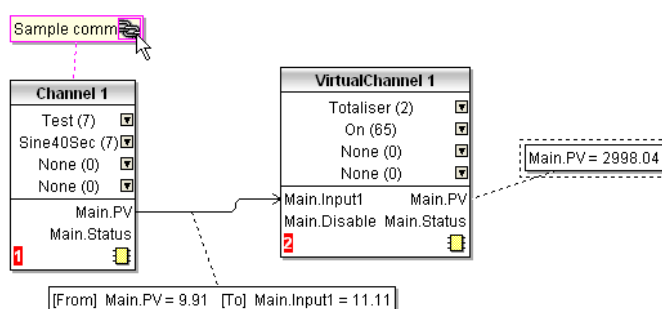 Sample comm
Channel 1
Test (7)
Sine40Sec (7)
None (0)
None (0)
Main.PV
Main.Status
1
VirtualChannel 1
Totaliser (2)
On (65)
None (0)
None (0)
Main.Input1 Main.PV
Main.Disable Main.Status
2
Main.PV = 2998.04
[From] Main.PV = 9.91 [To] Main.Input1 = 11.11